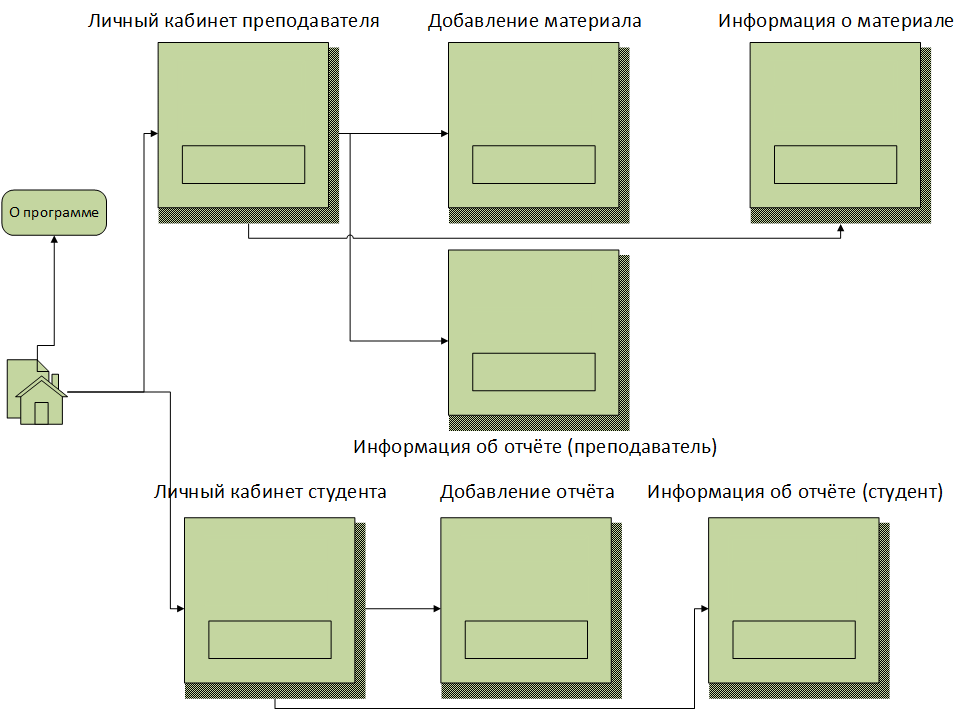 Личный кабинет преподавателя
Добавление материала
Информация о материале
О программе
Информация об отчёте (преподаватель)
Личный кабинет студента
Добавление отчёта
Информация об отчёте (студент)